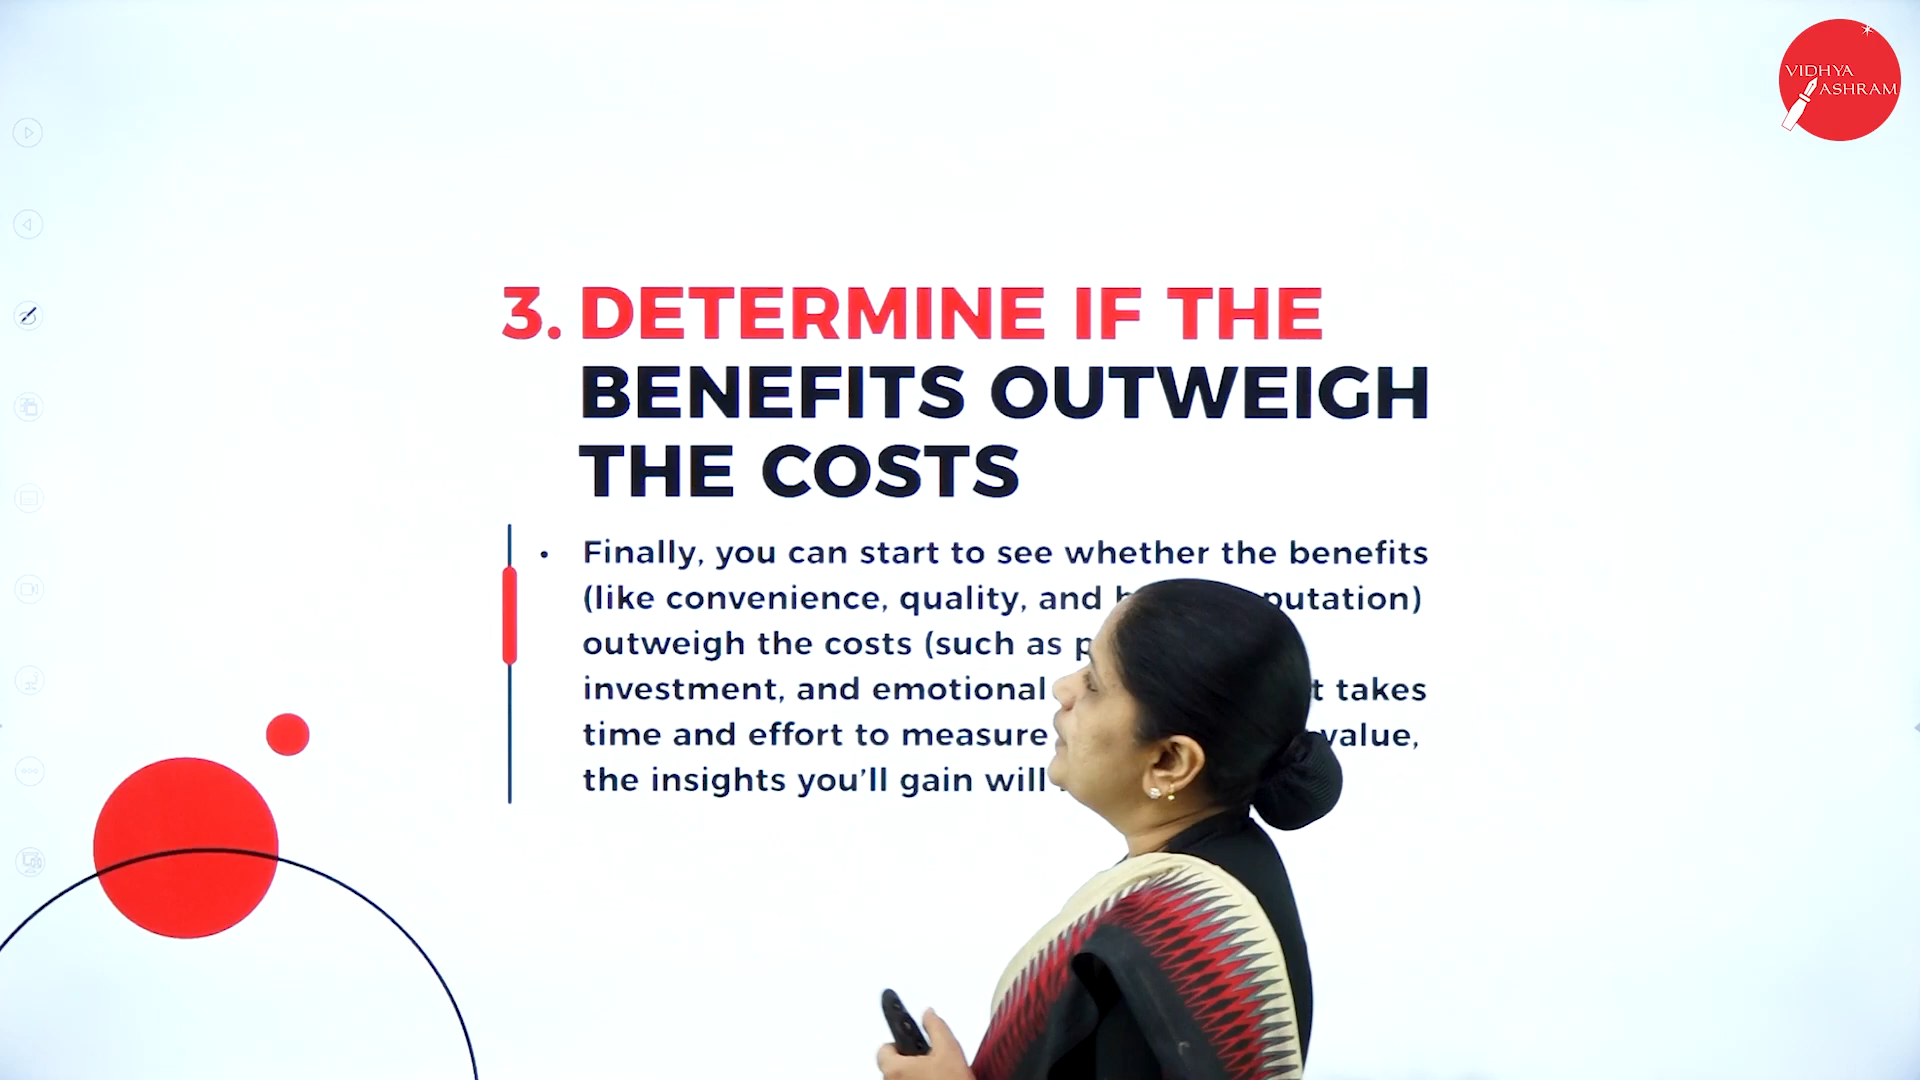 VIDHYA
ASHRAM
3. DETERMINE IF THE
BENEFITS OUTWEIGH
THE COSTS
• Finally, you can start to see whether the benefits
(like convenience, quality, and
outweigh the costs (such as
investment, and emotional takes
time and effort to measure value,
the insights you’ll gain will